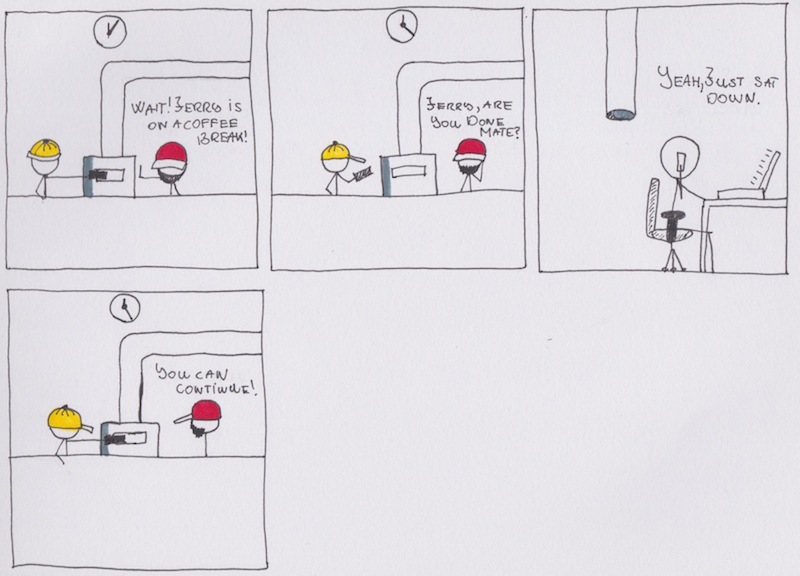 WAIT! JERRY IS
ON A COFFEE
BREAK!
JERRY, ARE
YOU DONE
MATE?
YEAH, JUST SAT
DOWN.
YOU CAN
CONTINUE!